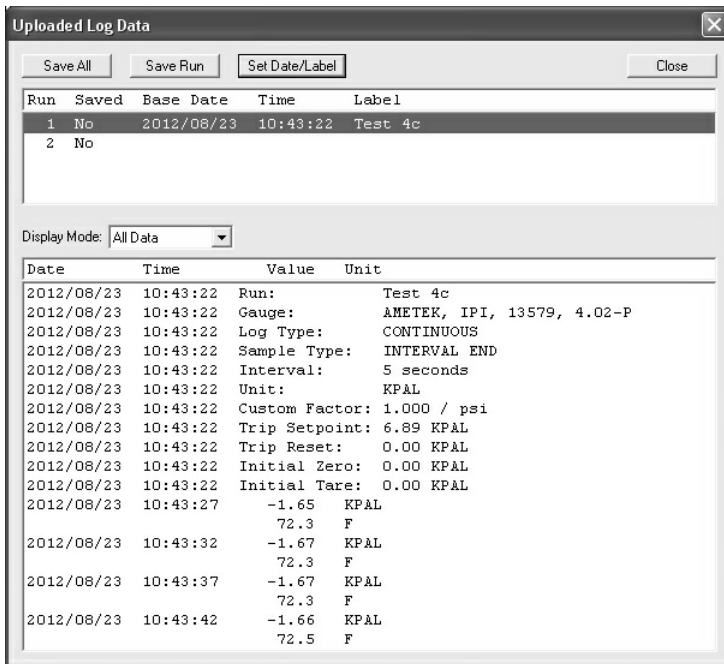 Uploaded Log Data
Save All Save Run Set Date/Label Close
Run Saved Base Date Time Label
1 No 2012/08/23 10:43:22 Test 4c
2 No
Display Mode: All Data
Date Time Value Unit
2012/08/23 10:43:22 Run: Test 4c
2012/08/23 10:43:22 Gauge: AMETEK, IPI, 13579, 4.02-P
2012/08/23 10:43:22 Log Type: CONTINUOUS
2012/08/23 10:43:22 Sample Type: INTERVAL END
2012/08/23 10:43:22 Interval: 5 seconds
2012/08/23 10:43:22 Unit: KPAL
2012/08/23 10:43:22 Custom Factor: 1.000 / psi
2012/08/23 10:43:22 Trip Setpoint: 6.89 KPAL
2012/08/23 10:43:22 Trip Reset: 0.00 KPAL
2012/08/23 10:43:22 Initial Zero: 0.00 KPAL
2012/08/23 10:43:22 Initial Tare: 0.00 KPAL
2012/08/23 10:43:27 -1.65 KPAL
72.3 F
2012/08/23 10:43:32 -1.67 KPAL
72.3 F
2012/08/23 10:43:37 -1.67 KPAL
72.3 F
2012/08/23 10:43:42 -1.66 KPAL
72.5 F